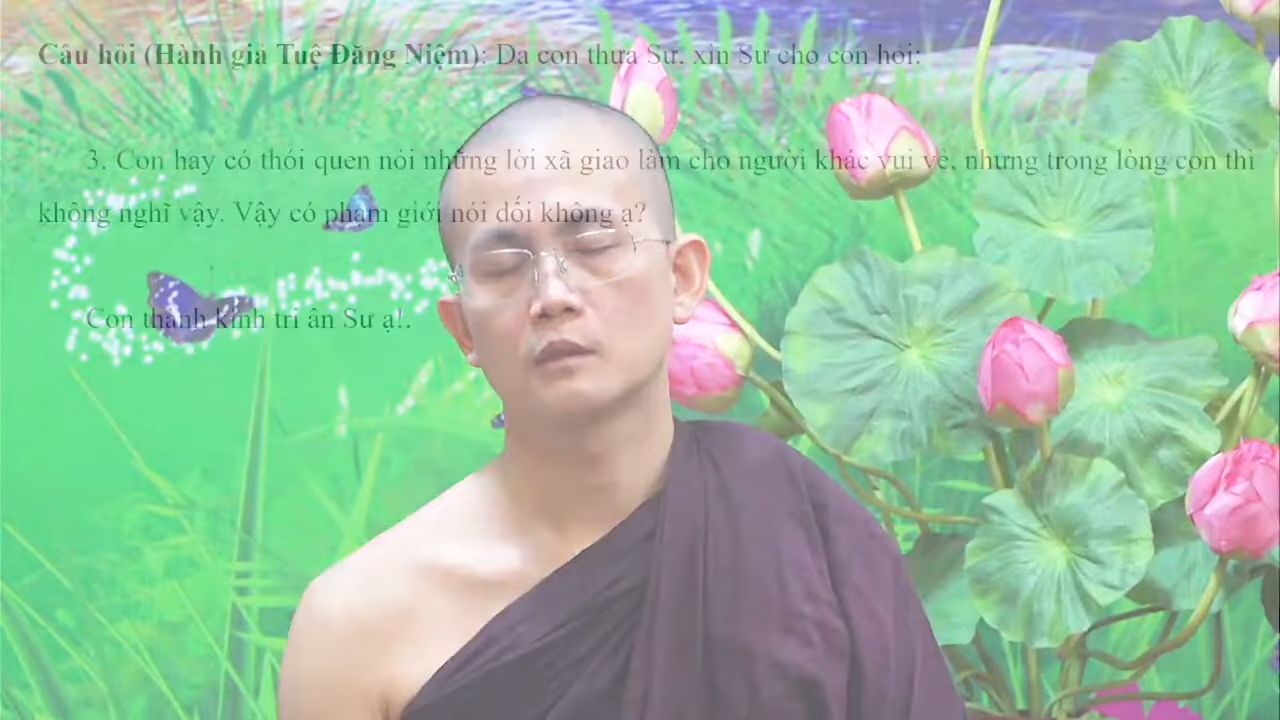 Câu hỏi (Hành giả Tuệ Đăng Niệm): Dạ con thưa Sư, xin Sư cho con hỏi:
3. Con hay có thói quen nói những lời xã giao làm cho người khác vui vẻ, nhưng trong lòng con thì
không nghĩ vậy. Vậy có phạm giới nói dối không ạ?
Con thành kính tri ân Sư ạ!.